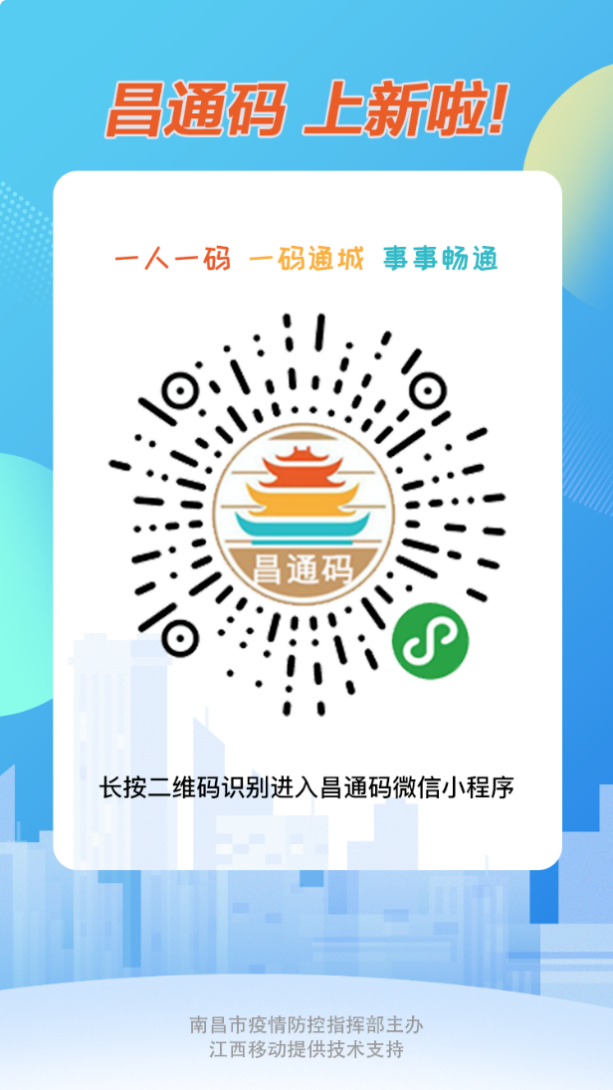 昌通码 上新啦!
一人一码 一码通城 事事畅通
昌通码
长按二维码识别进入昌通码微信小程序
南昌市疫情防控指挥部主办
江西移动提供技术支持